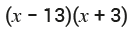 (x − 13)(x + 3)